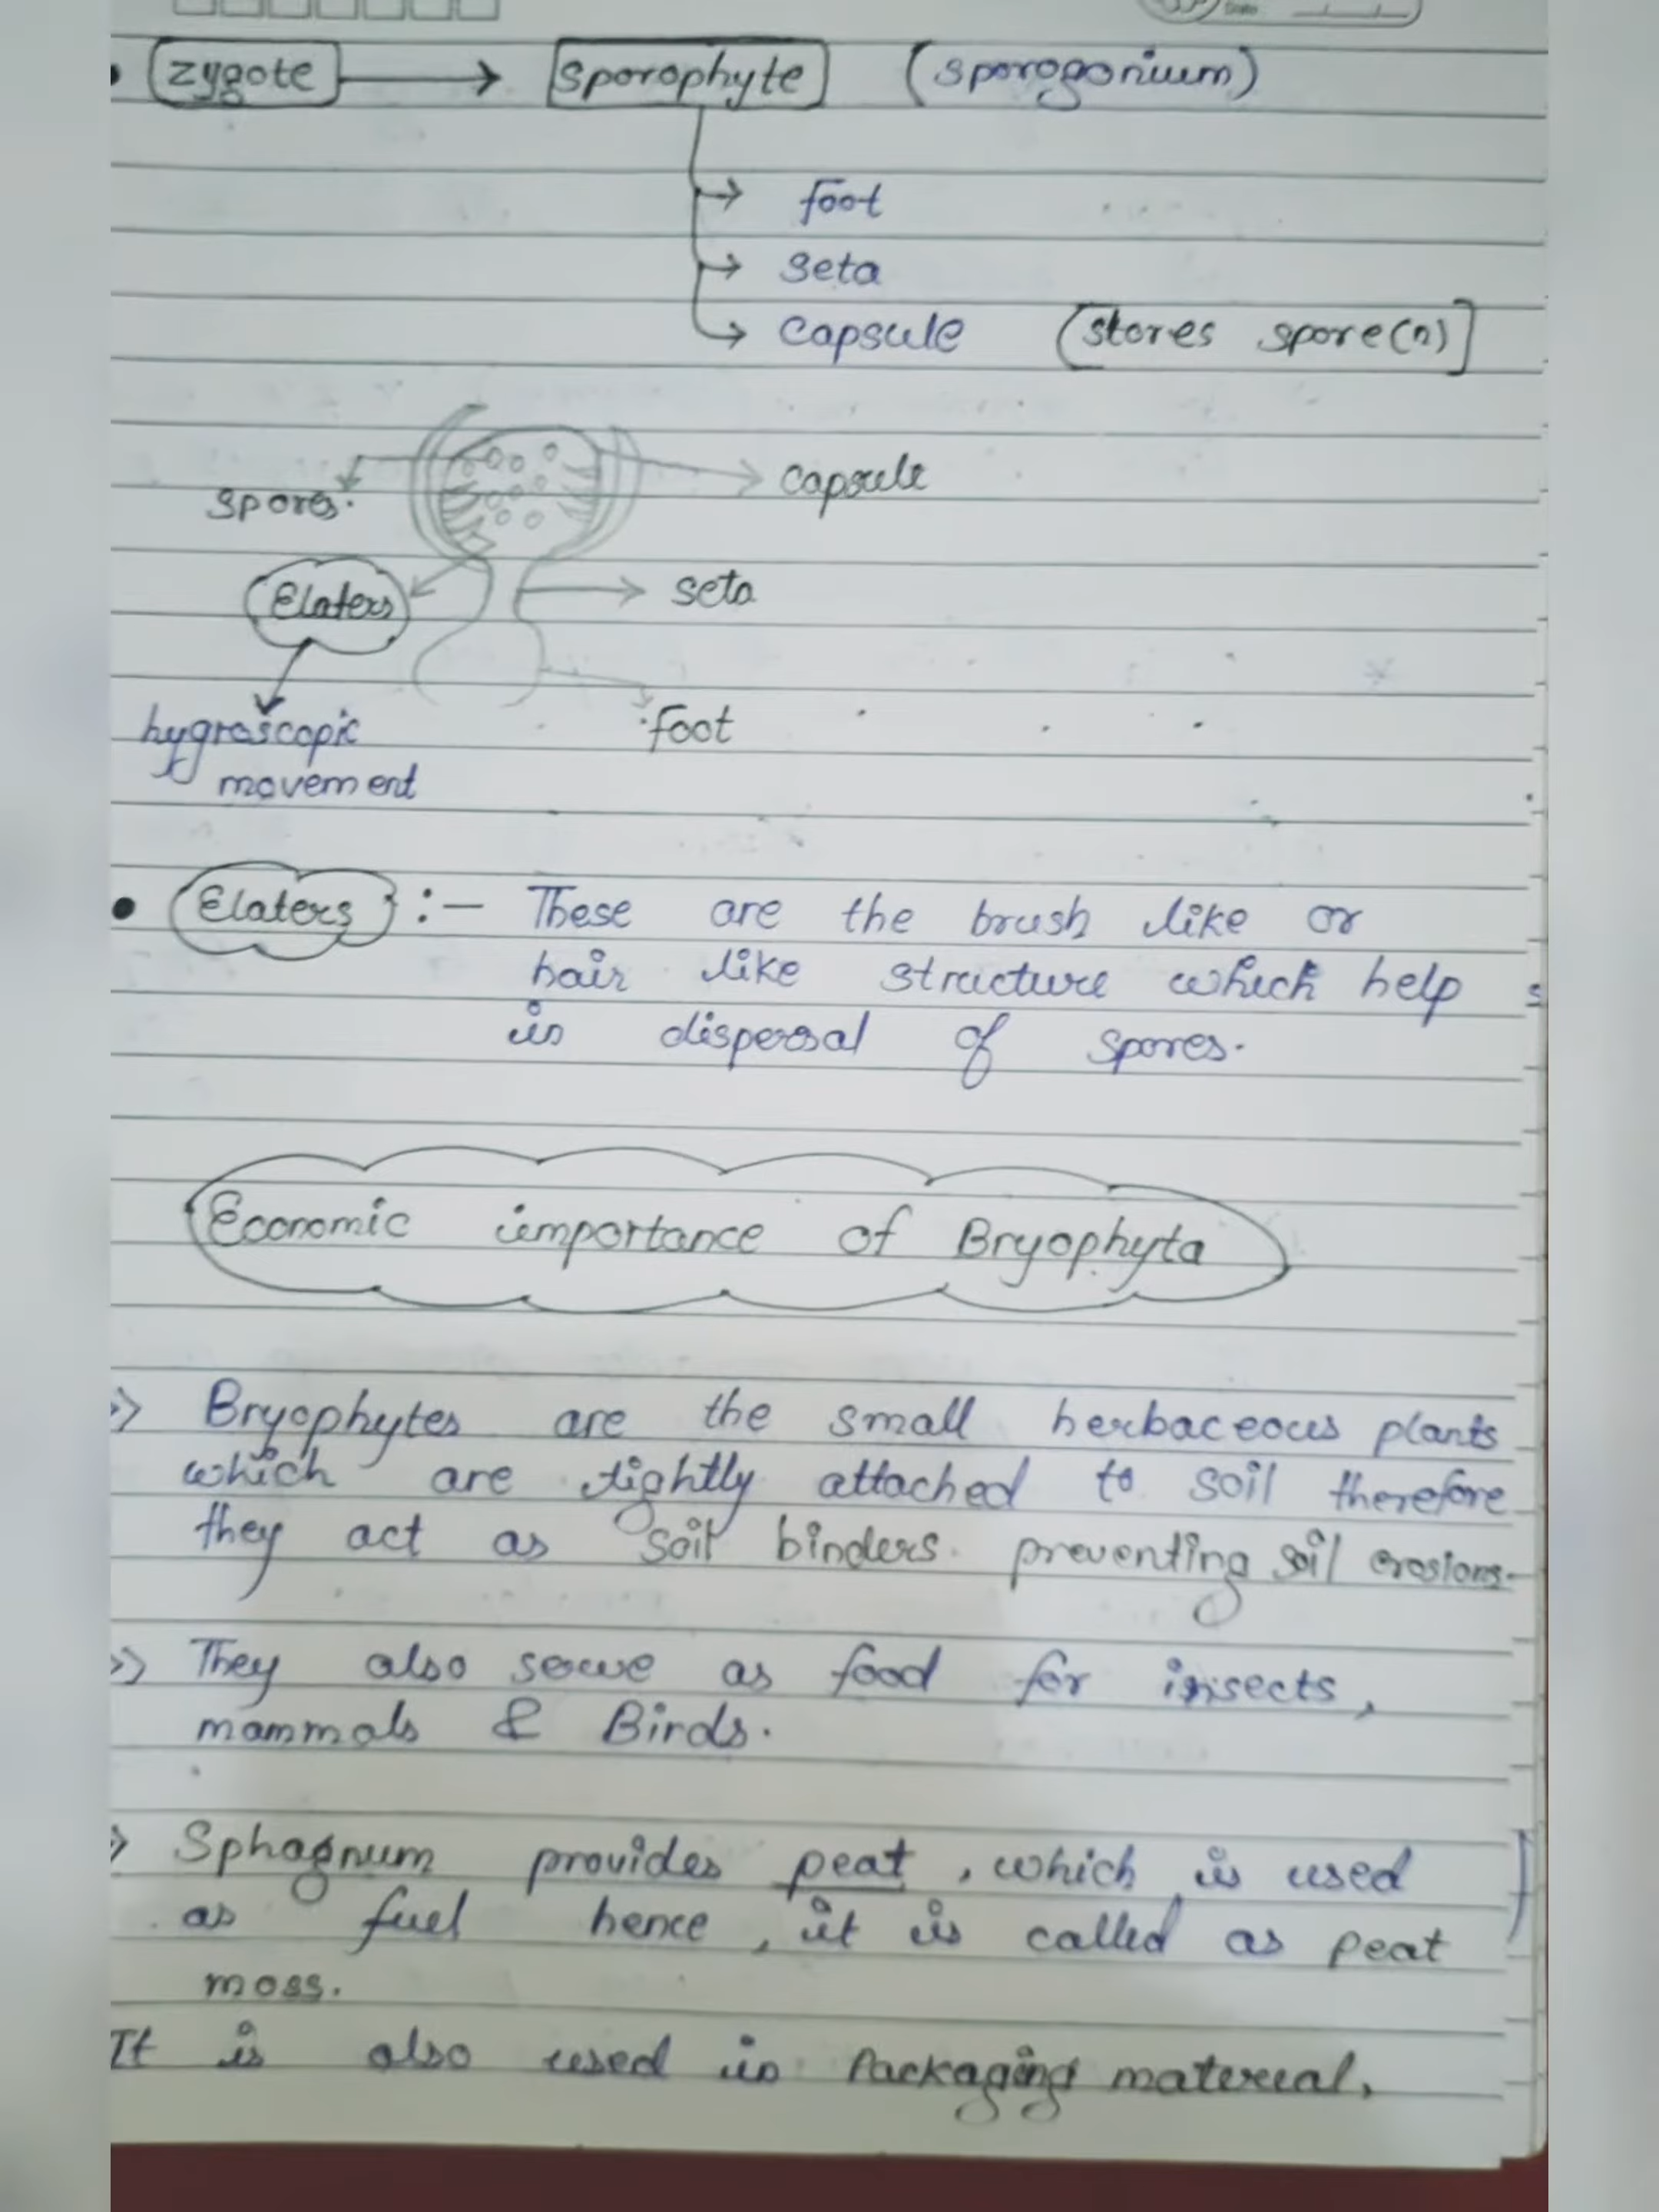 zygote → sporophyte (sporogonium)
→ foot
→ seta
→ capsule (stores spore(n)]
capsule
spores.
Elaters
seta
hygroscopic
foot
movement
• Elaters :- These are the brush like or
hair like structure which help s
in dispersal of spores.
Economic importance of Bryophyta
>> Bryophytes are the small herbaceous plants
which are tightly attached to soil therefore
they act as soil binders. preventing soil erosions.
>> They also serve as food for insects,
mammals & Birds.
> Sphagnum provides peat, which is used
as fuel hence, it is called as peat
moss.
It is also used in Packaging material,